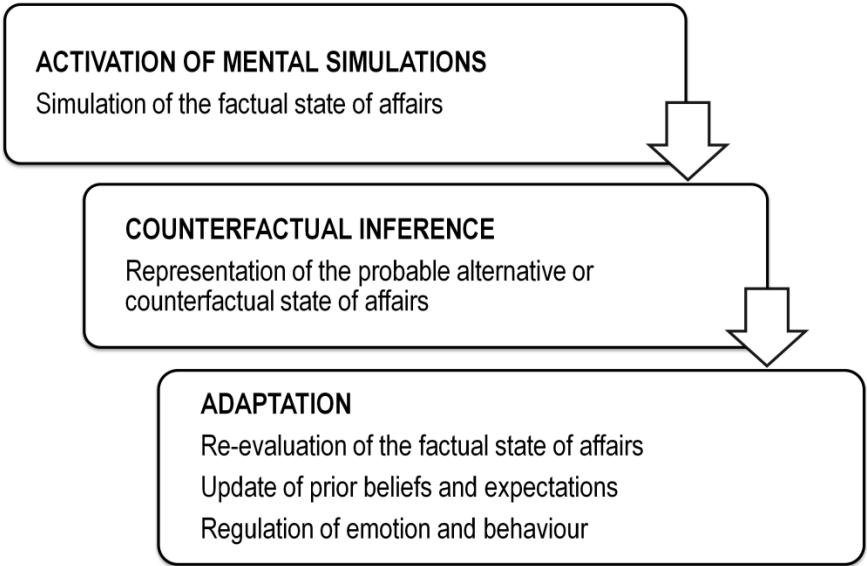 ACTIVATION OF MENTAL SIMULATIONS
Simulation of the factual state of affairs
COUNTERFACTUAL INFERENCE
Representation of the probable alternative or
counterfactual state of affairs
ADAPTATION
Re-evaluation of the factual state of affairs
Update of prior beliefs and expectations
Regulation of emotion and behaviour